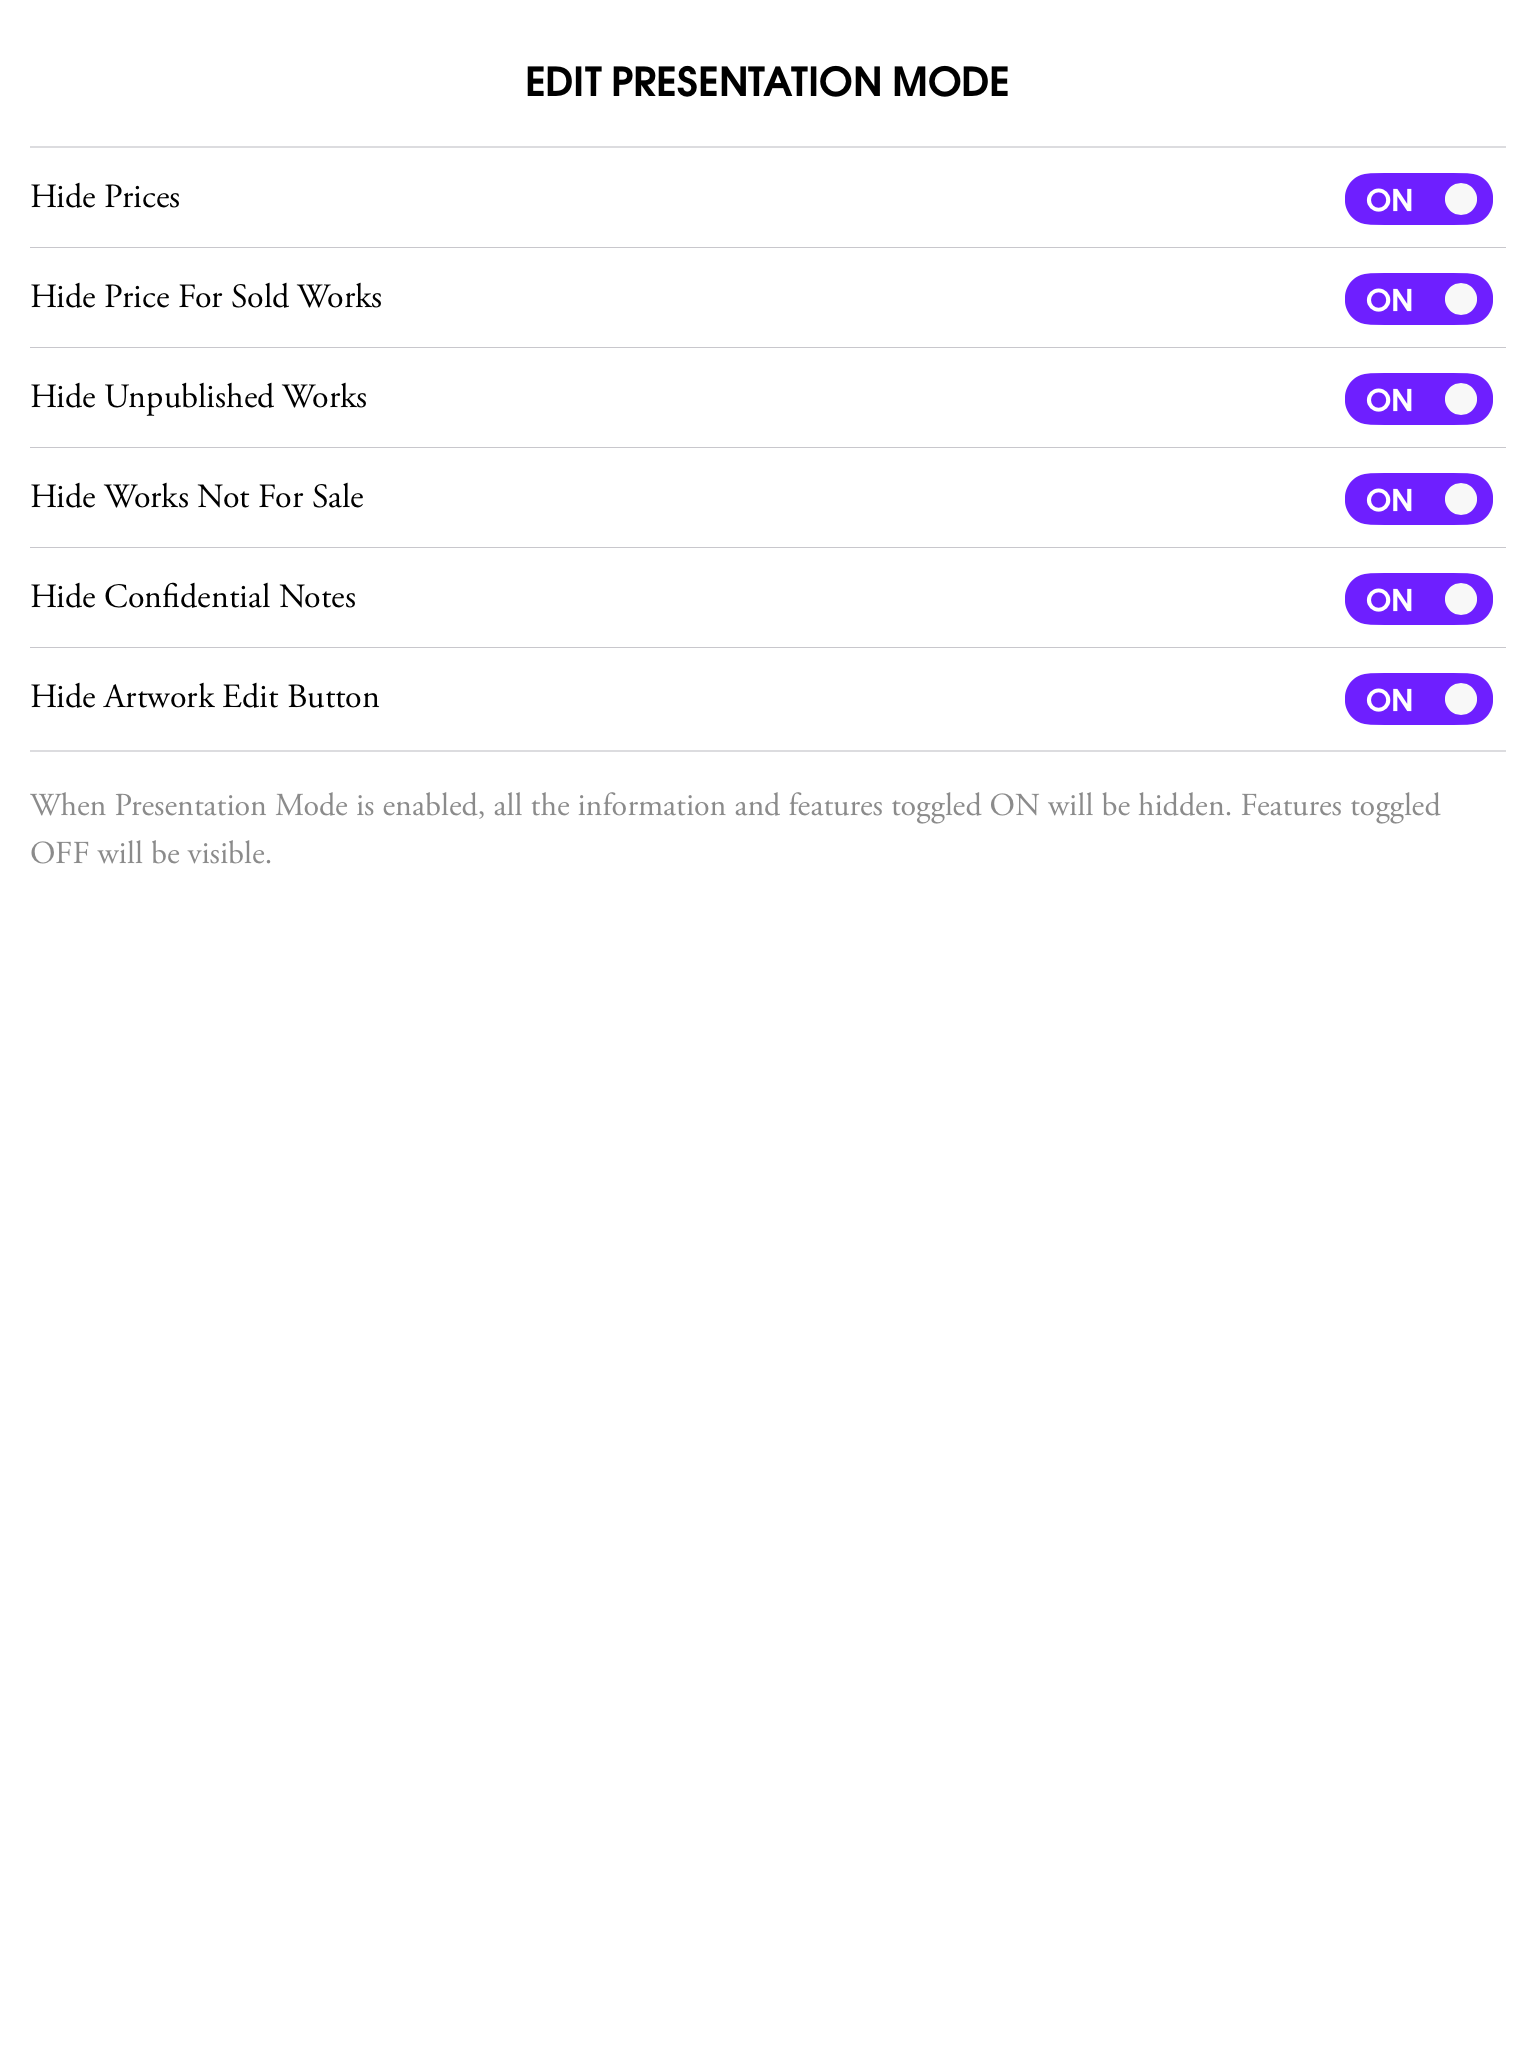 EDIT PRESENTATION MODE
Hide Prices ON
Hide Price For Sold Works ON
Hide Unpublished Works ON
Hide Works Not For Sale ON
Hide Confidential Notes ON
Hide Artwork Edit Button ON
When Presentation Mode is enabled, all the information and features toggled ON will be hidden. Features toggled
OFF will be visible.